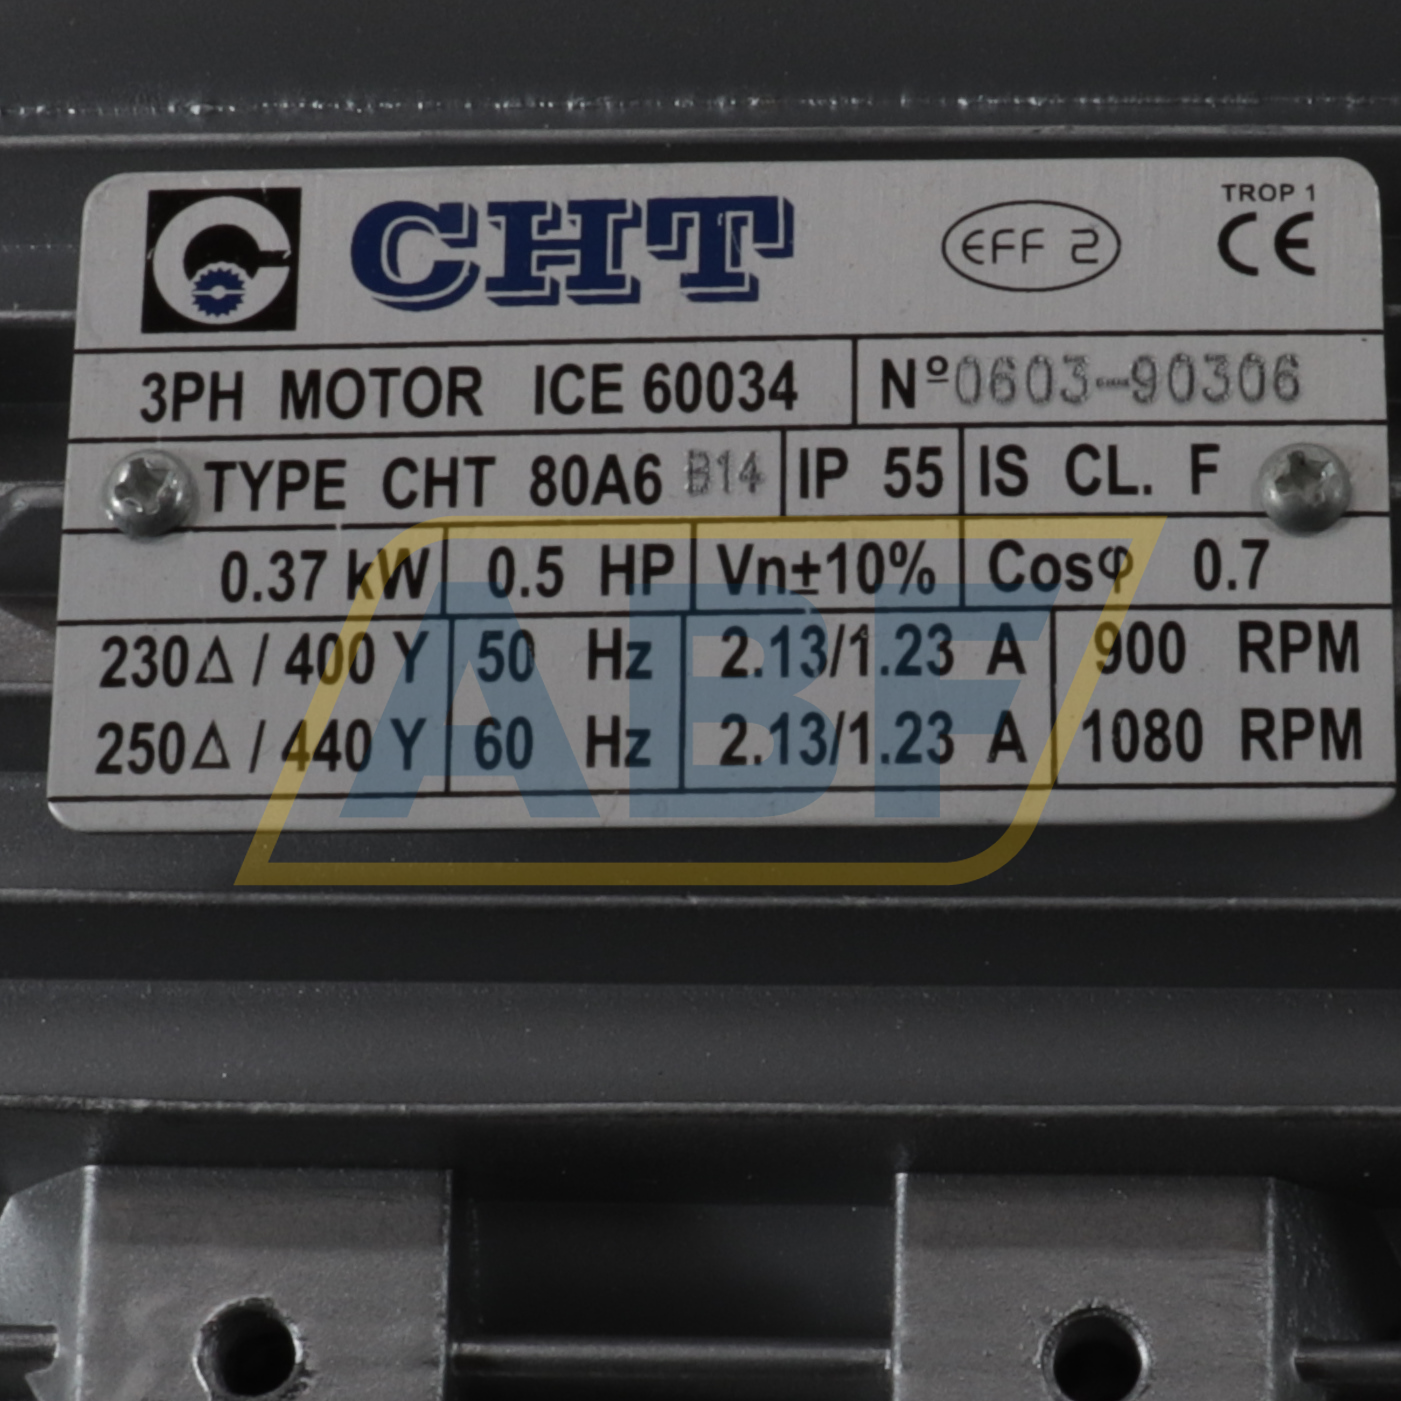 CHT
EFF 2
TROP 1
CE
3PH MOTOR ICE 60034 Nº 0603-90306
TYPE CHT 80A6 B14 IP 55 IS CL. F
0.37 kW 0.5 HP Vn±10% Cosφ 0.7
230Δ / 400 Y 50 Hz 2.13/1.23 A 900 RPM
250Δ / 440 Y 60 Hz 2.13/1.23 A 1080 RPM
ABF